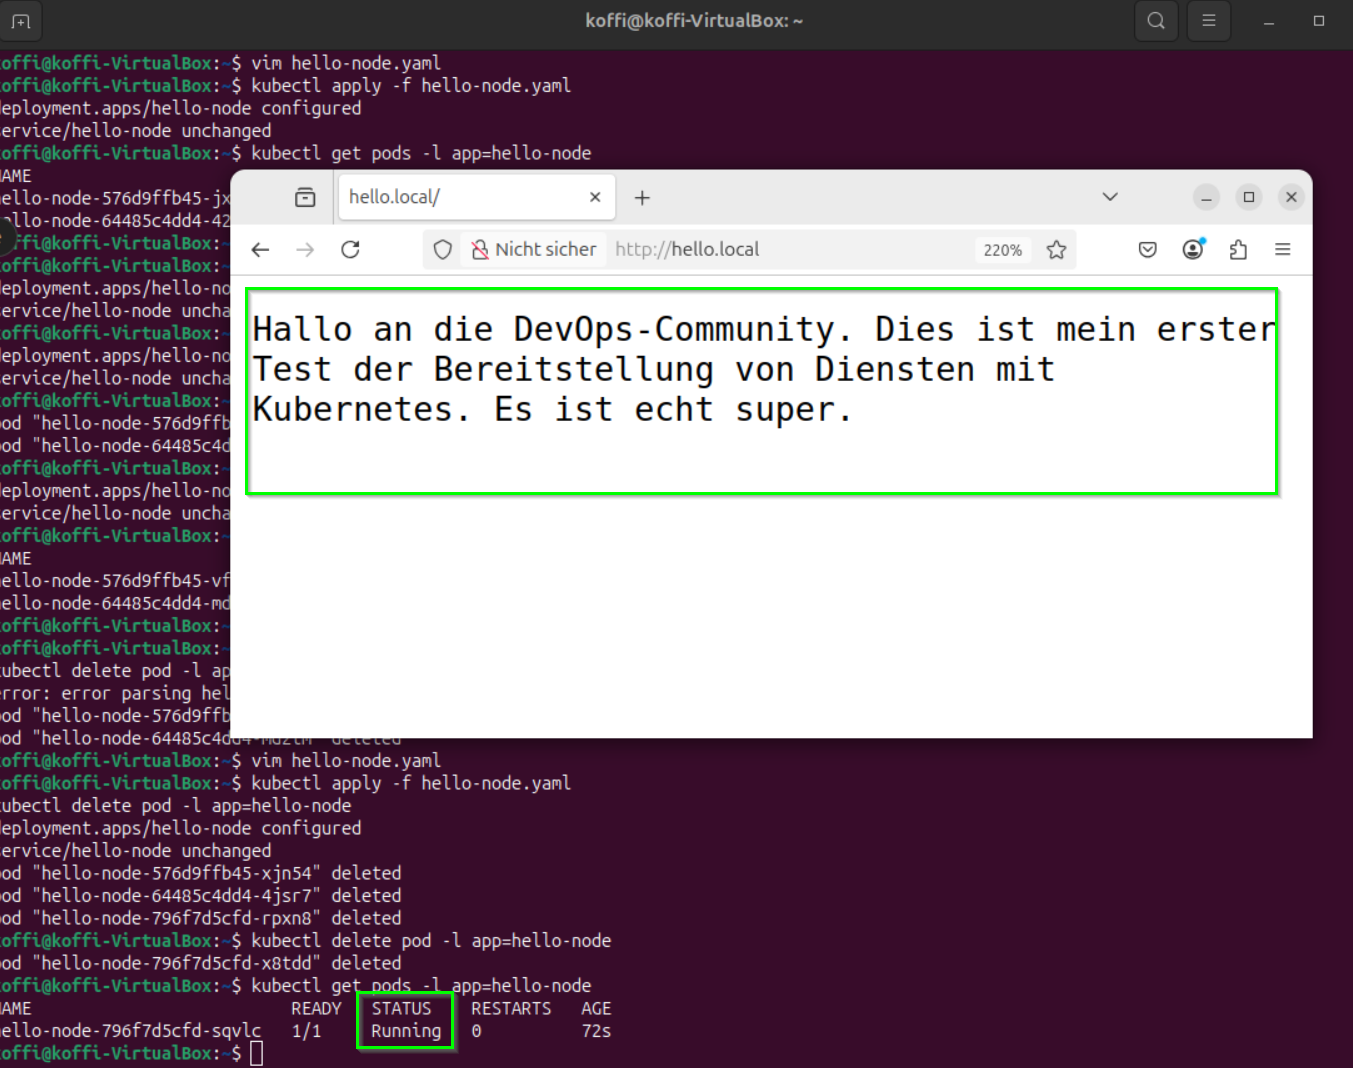 koffi@koffi-VirtualBox: ~
offi@koffi-VirtualBox:~$ vim hello-node.yaml
offi@koffi-VirtualBox:~$ kubectl apply -f hello-node.yaml
eployment.apps/hello-node configured
ervice/hello-node unchanged
offi@koffi-VirtualBox:~$ kubectl get pods -l app=hello-node
AME
ello-node-576d9ffb45-jx
ello-node-64485c4dd4-42
ffi@koffi-VirtualBox:~
offi@koffi-VirtualBox:~
eployment.apps/hello-no
ervice/hello-node uncha
offi@koffi-VirtualBox:~
eployment.apps/hello-no
ervice/hello-node uncha
offi@koffi-VirtualBox:~
od "hello-node-576d9ffb
od "hello-node-64485c4d
offi@koffi-VirtualBox:~
eployment.apps/hello-no
ervice/hello-node uncha
offi@koffi-VirtualBox:~
AME
ello-node-576d9ffb45-vf
ello-node-64485c4dd4-md
offi@koffi-VirtualBox:~
offi@koffi-VirtualBox:~
ubectl delete pod -l ap
rror: error parsing hel
od "hello-node-576d9ffb
od "hello-node-64485c4dd4-mdztm" deleted
hello.local/
Nicht sicher http://hello.local 220%
Hallo an die DevOps-Community. Dies ist mein erster
Test der Bereitstellung von Diensten mit
Kubernetes. Es ist echt super.
offi@koffi-VirtualBox:~$ vim hello-node.yaml
offi@koffi-VirtualBox:~$ kubectl apply -f hello-node.yaml
ubectl delete pod -l app=hello-node
eployment.apps/hello-node configured
ervice/hello-node unchanged
od "hello-node-576d9ffb45-xjn54" deleted
od "hello-node-64485c4dd4-4jsr7" deleted
od "hello-node-796f7d5cfd-rpxn8" deleted
offi@koffi-VirtualBox:~$ kubectl delete pod -l app=hello-node
od "hello-node-796f7d5cfd-x8tdd" deleted
offi@koffi-VirtualBox:~$ kubectl get pods -l app=hello-node
AME READY STATUS RESTARTS AGE
ello-node-796f7d5cfd-sqvlc 1/1 Running 0 72s
offi@koffi-VirtualBox:~$